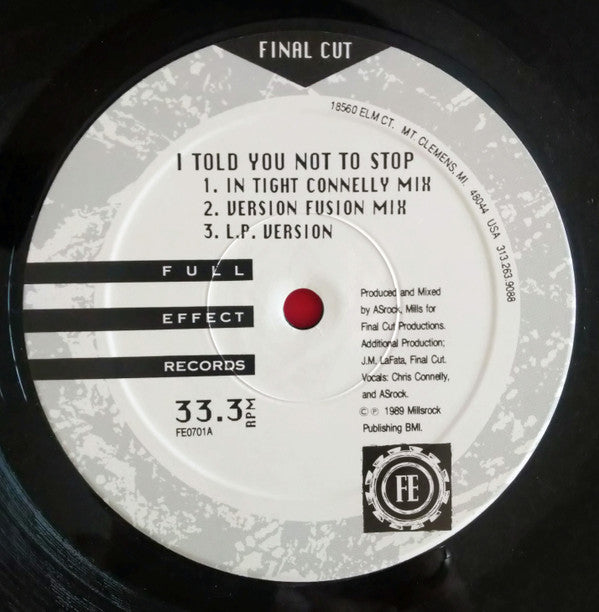 FINAL CUT
18560 ELM CT. MT. CLEMENS, MI. 48044 USA 313.263.9088
I TOLD YOU NOT TO STOP
1. IN TIGHT CONNELLY MIX
2. VERSION FUSION MIX
3. L.P. VERSION
FULL
EFFECT
RECORDS
33.3 RPM
FE0701A
Produced and Mixed
by ASrock, Mills for
Final Cut Productions.
Additional Production;
J.M. LaFata, Final Cut.
Vocals: Chris Connelly,
and ASrock.
© ℗ 1989 Millsrock
Publishing BMI.
FE